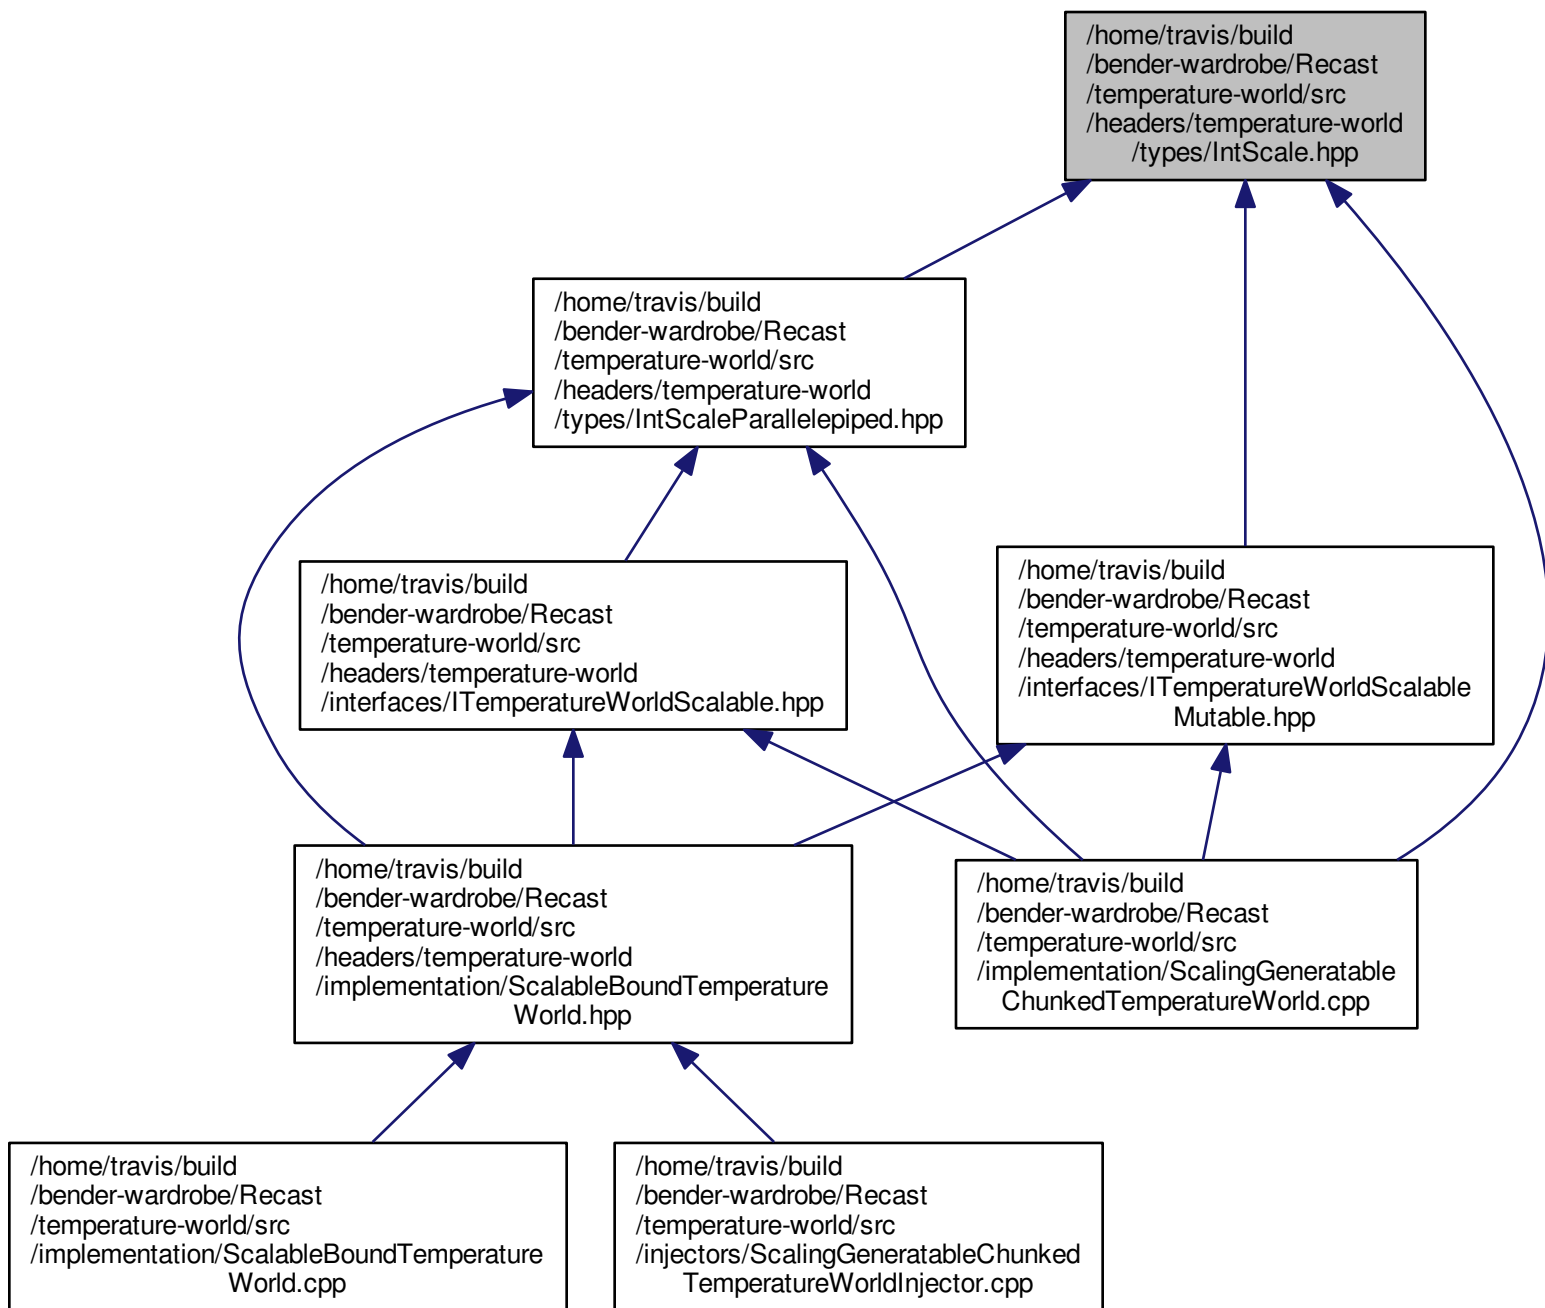 /home/travis/build
/bender-wardrobe/Recast
/temperature-world/src
/headers/temperature-world
/types/IntScale.hpp
/home/travis/build
/bender-wardrobe/Recast
/temperature-world/src
/headers/temperature-world
/types/IntScaleParallelepiped.hpp
/home/travis/build
/bender-wardrobe/Recast
/temperature-world/src
/headers/temperature-world
/interfaces/ITemperatureWorldScalable.hpp
/home/travis/build
/bender-wardrobe/Recast
/temperature-world/src
/headers/temperature-world
/interfaces/ITemperatureWorldScalable
Mutable.hpp
/home/travis/build
/bender-wardrobe/Recast
/temperature-world/src
/headers/temperature-world
/implementation/ScalableBoundTemperature
World.hpp
/home/travis/build
/bender-wardrobe/Recast
/temperature-world/src
/implementation/ScalingGeneratable
ChunkedTemperatureWorld.cpp
/home/travis/build
/bender-wardrobe/Recast
/temperature-world/src
/implementation/ScalableBoundTemperature
World.cpp
/home/travis/build
/bender-wardrobe/Recast
/temperature-world/src
/injectors/ScalingGeneratableChunked
TemperatureWorldInjector.cpp